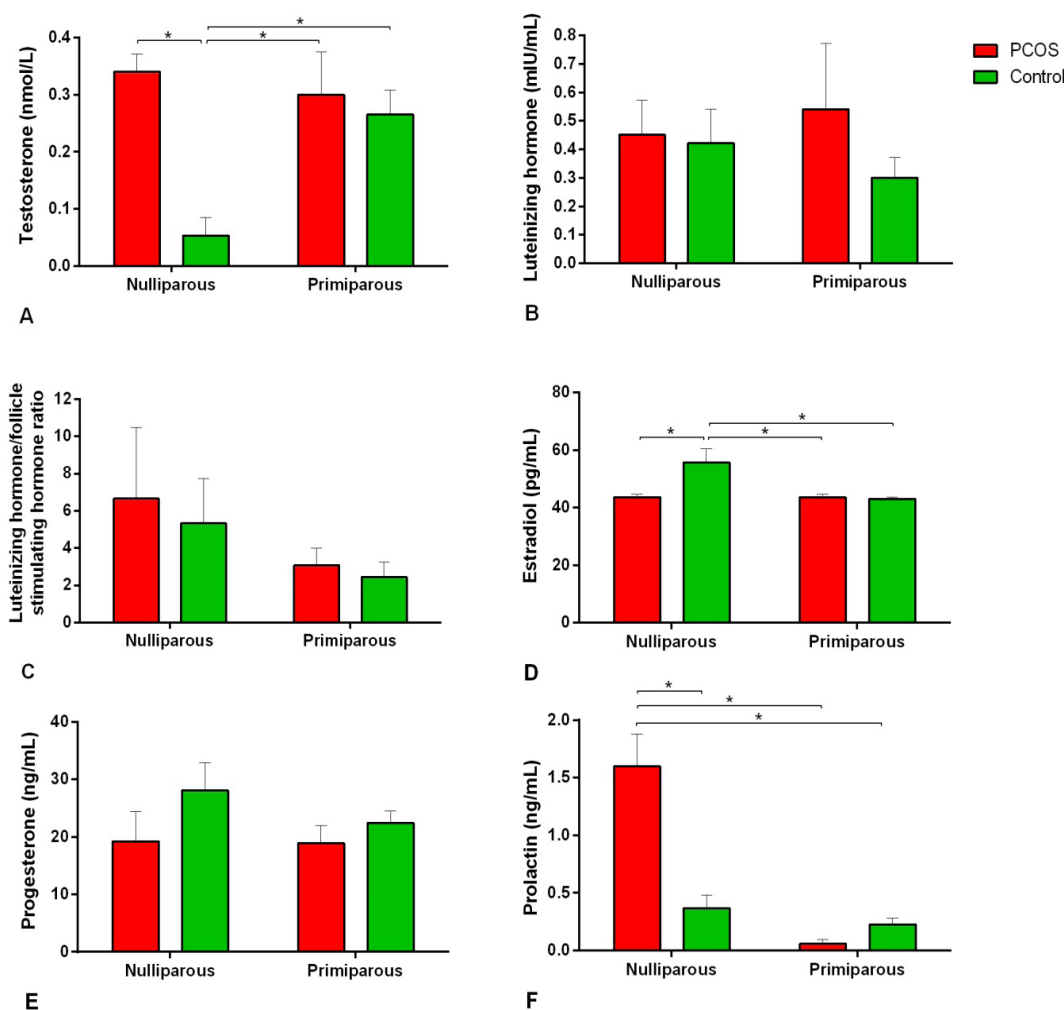 Testosterone (nmol/L)
0.4
0.3
0.2
0.1
0.0
*
*
*
Nulliparous
Primiparous
A
Luteinizing hormone (mIU/mL)
0.8
0.7
0.6
0.5
0.4
0.3
0.2
0.1
0.0
Nulliparous
Primiparous
B
PCOS
Control
Luteinizing hormone/follicle
stimulating hormone ratio
12
10
8
6
4
2
0
Nulliparous
Primiparous
C
Estradiol (pg/mL)
80
60
40
20
0
*
*
*
Nulliparous
Primiparous
D
Progesterone (ng/mL)
40
30
20
10
0
Nulliparous
Primiparous
E
Prolactin (ng/mL)
2.0
1.5
1.0
0.5
0.0
*
*
*
Nulliparous
Primiparous
F